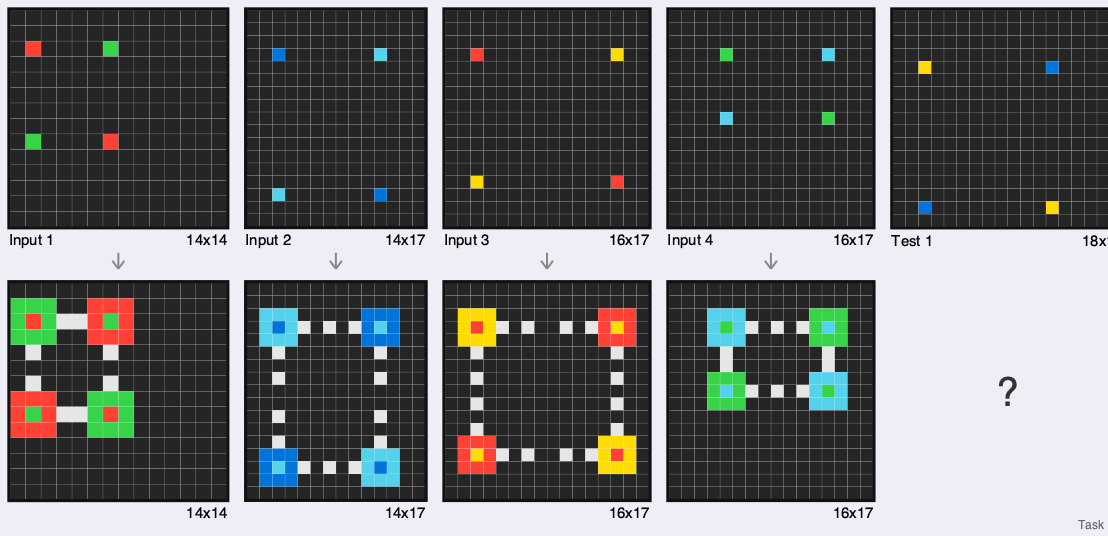 Input 1 14x14
Input 2 14x17
Input 3 16x17
Input 4 16x17
Test 1 18x
14x14
14x17
16x17
16x17
?
Task